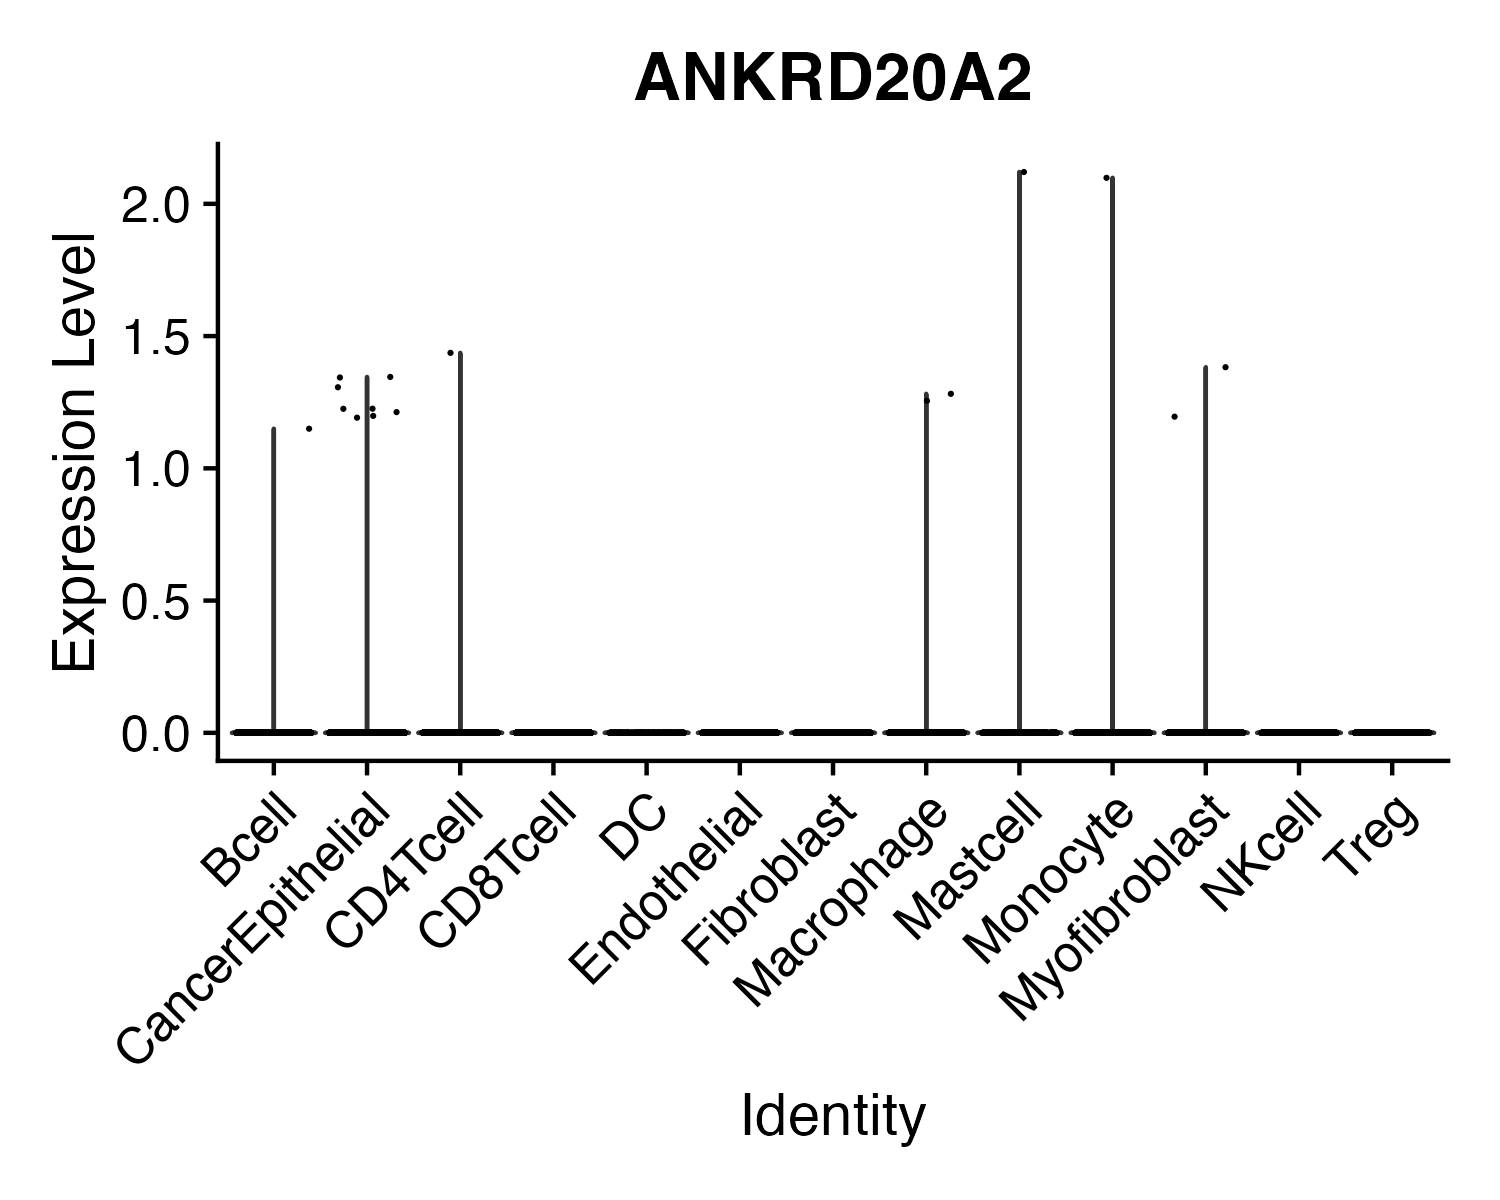 ANKRD20A2
Expression Level
2.0
1.5
1.0
0.5
0.0
Bcell
CancerEpithelial
CD4Tcell
CD8Tcell
DC
Endothelial
Fibroblast
Macrophage
Mastcell
Monocyte
Myofibroblast
NKcell
Treg
Identity